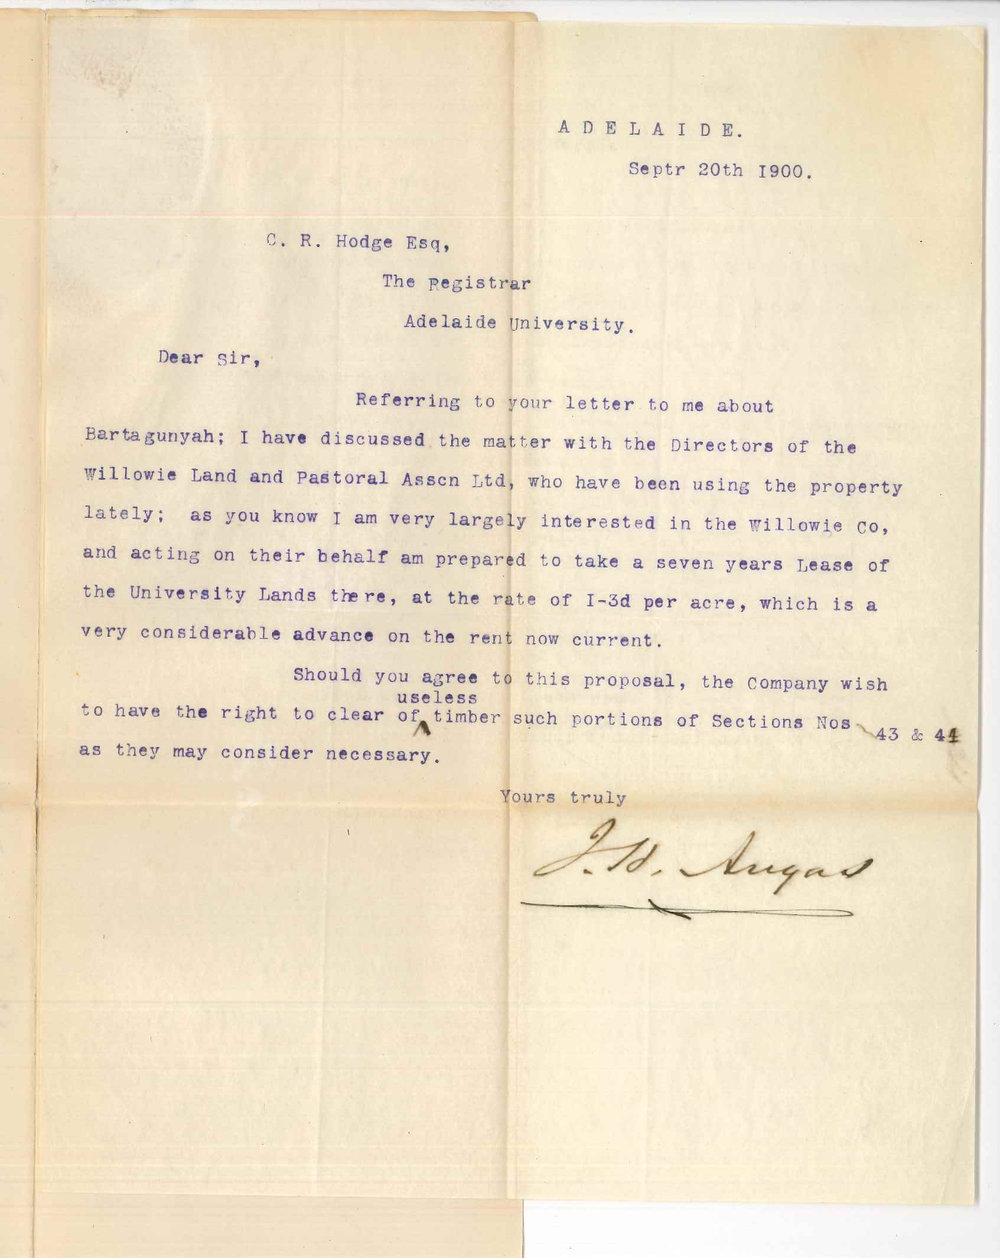 ADELAIDE.
Septr 20th 1900.
C. R. Hodge Esq,
The Registrar
Adelaide University.
Dear Sir,
Referring to your letter to me about
Bartagunyah; I have discussed the matter with the Directors of the
Willowie Land and Pastoral Asscn Ltd, who have been using the property
lately; as you know I am very largely interested in the Willowie Co,
and acting on their behalf am prepared to take a seven years Lease of
the University Lands there, at the rate of I-3d per acre, which is a
very considerable advance on the rent now current.
Should you agree to this proposal, the Company wish
useless
to have the right to clear of timber such portions of Sections Nos 43 & 44
as they may consider necessary.
Yours truly
J. H. Angas